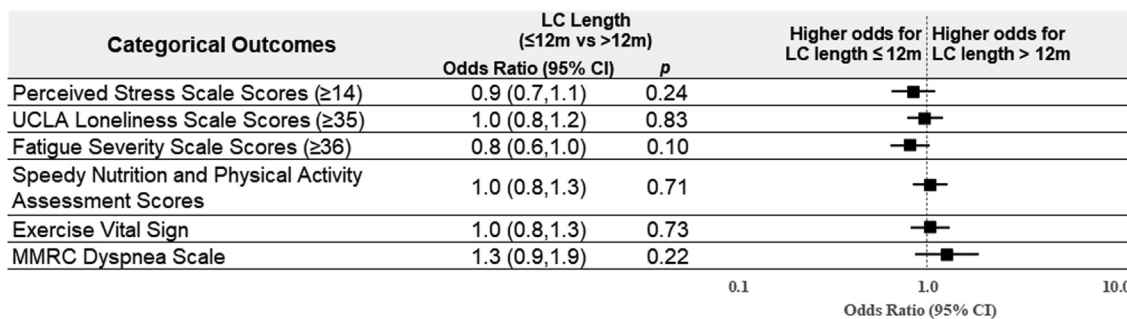 Categorical Outcomes
LC Length
(≤12m vs >12m)
Odds Ratio (95% CI) p
Higher odds for
LC length ≤ 12m
Higher odds for
LC length > 12m
Perceived Stress Scale Scores (≥14) 0.9 (0.7,1.1) 0.24
UCLA Loneliness Scale Scores (≥35) 1.0 (0.8,1.2) 0.83
Fatigue Severity Scale Scores (≥36) 0.8 (0.6,1.0) 0.10
Speedy Nutrition and Physical Activity
Assessment Scores 1.0 (0.8,1.3) 0.71
Exercise Vital Sign 1.0 (0.8,1.3) 0.73
MMRC Dyspnea Scale 1.3 (0.9,1.9) 0.22
0.1 1.0 10.0
Odds Ratio (95% CI)